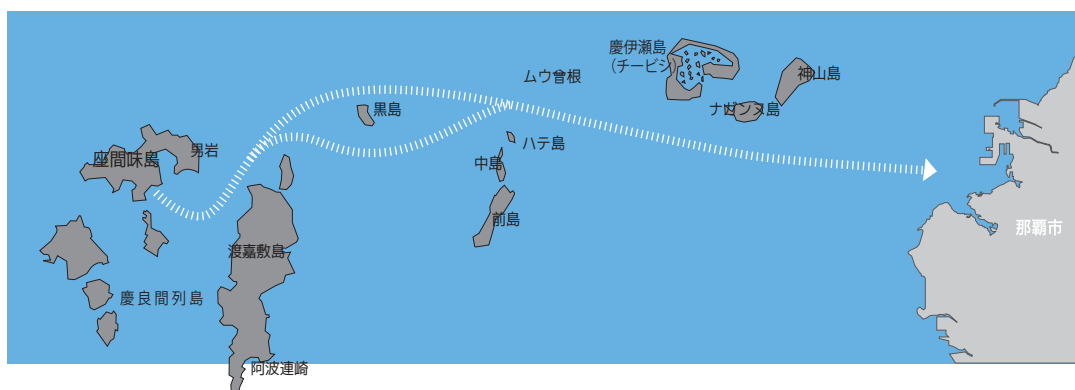 慶伊瀬島
(チービシ)
神山島
ムウ曾根
ナガンヌ島
黒島
ハテ島
男岩
座間味島
中島
前島
那覇市
渡嘉敷島
慶良間列島
阿波連崎